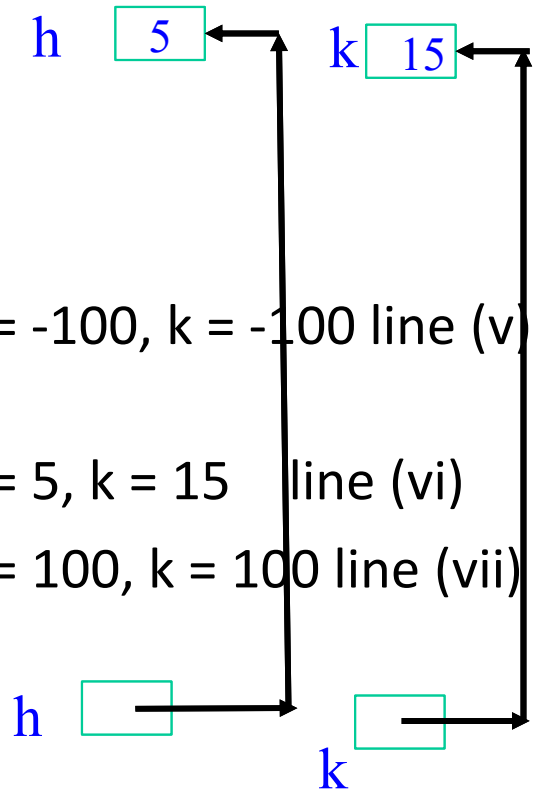 h 5 k 15
= -100, k = -100 line (v)
= 5, k = 15 line (vi)
= 100, k = 100 line (vii)
h
k